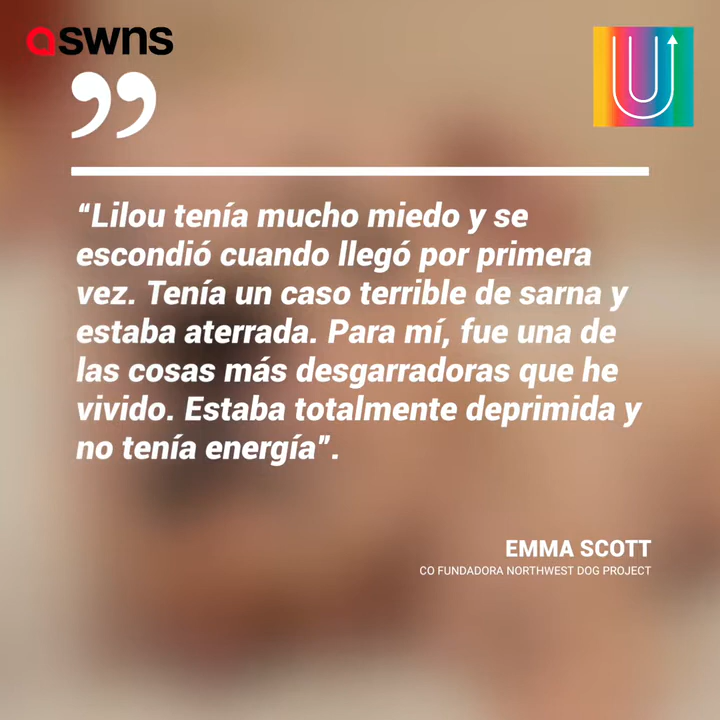 swns
U
”
“Lilou tenía mucho miedo y se
escondió cuando llegó por primera
vez. Tenía un caso terrible de sarna y
estaba aterrada. Para mí, fue una de
las cosas más desgarradoras que he
vivido. Estaba totalmente deprimida y
no tenía energía”.
EMMA SCOTT
CO FUNDADORA NORTHWEST DOG PROJECT